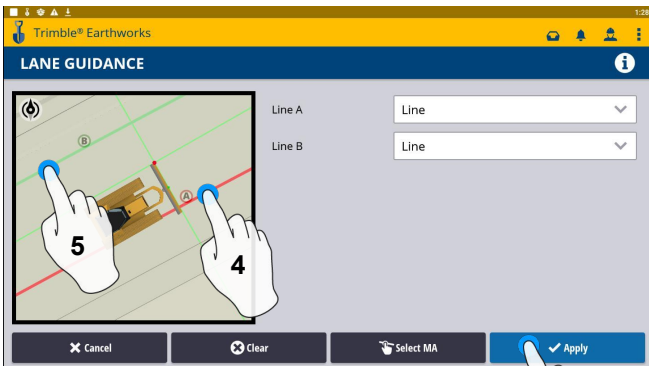 1:28
Trimble® Earthworks
LANE GUIDANCE
Line A
Line
Line B
Line
B
A
5
4
Cancel
Clear
Select MA
Apply